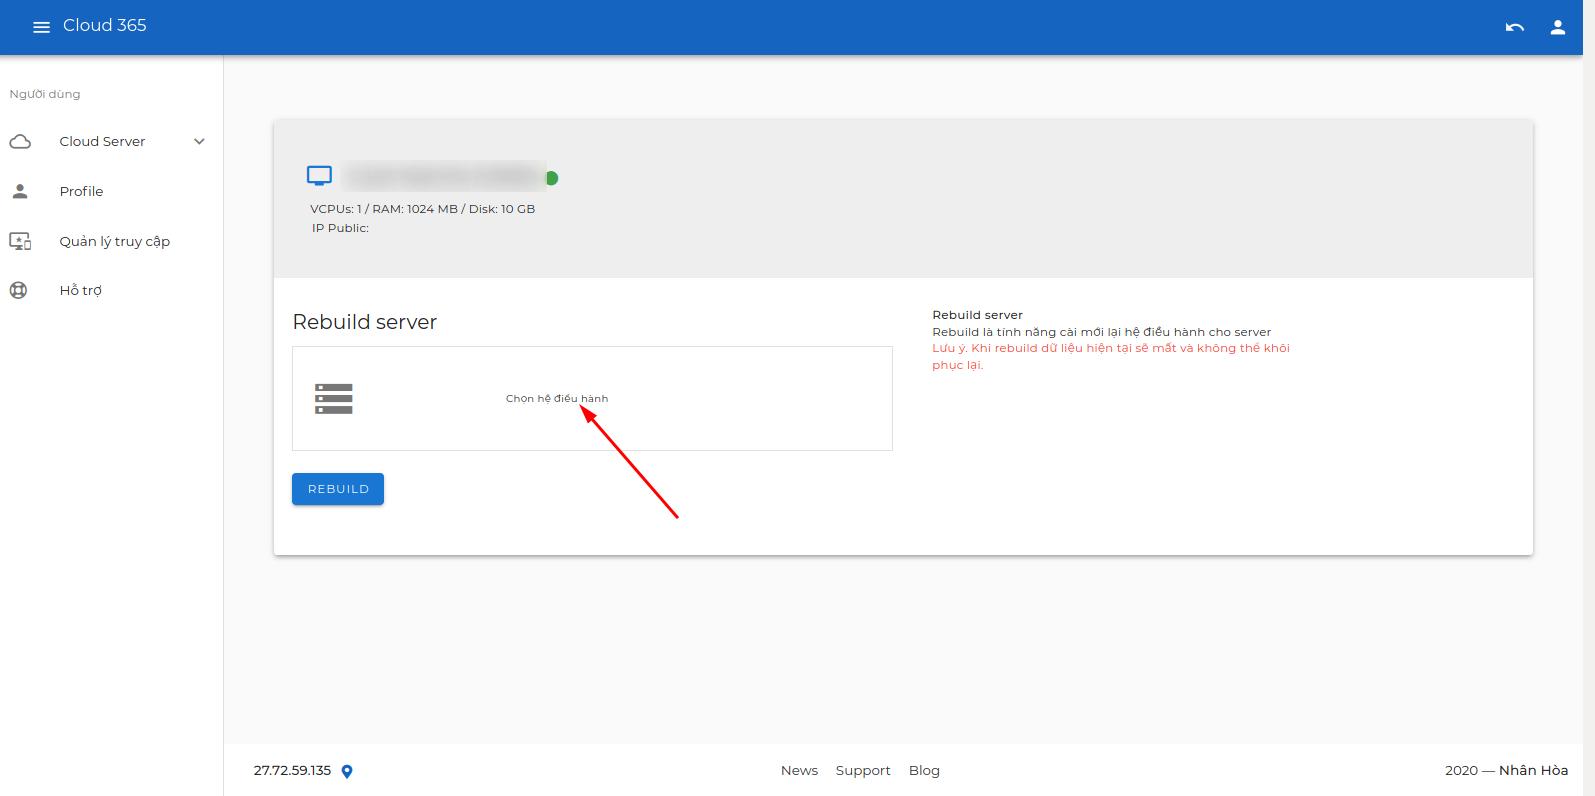 Cloud 365
Người dùng
Cloud Server
Profile
Quản lý truy cập
Hỗ trợ
VCPUs: 1 / RAM: 1024 MB / Disk: 10 GB
IP Public:
Rebuild server
Chọn hệ điều hành
REBUILD
Rebuild server
Rebuild là tính năng cài mới lại hệ điều hành cho server
Lưu ý. Khi rebuild dữ liệu hiện tại sẽ mất và không thể khôi
phục lại.
27.72.59.135
News Support Blog
2020 — Nhân Hòa